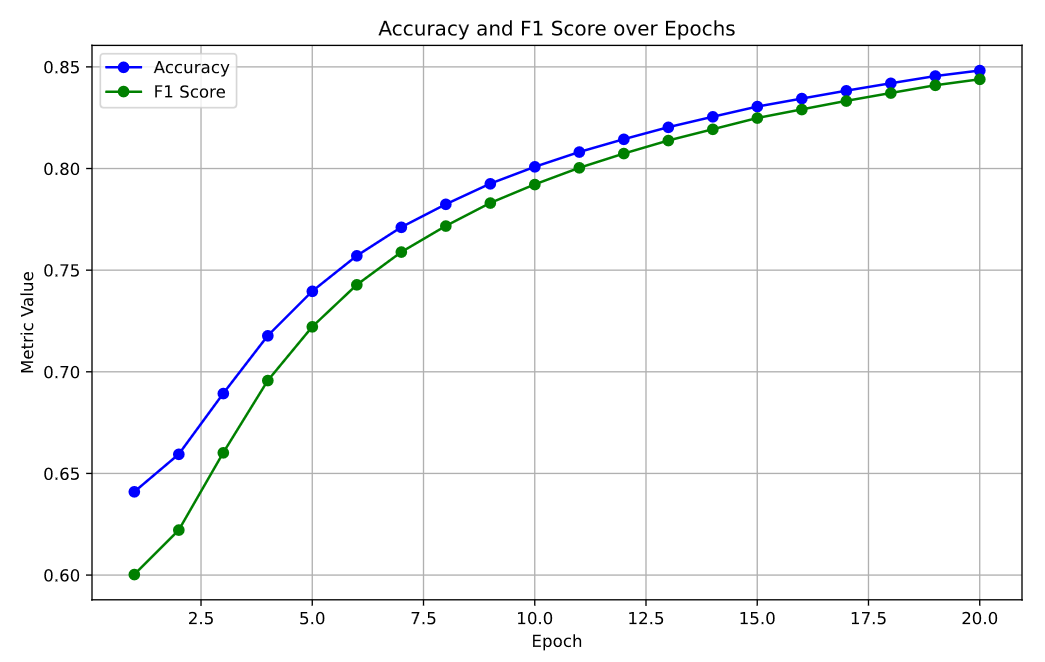 Accuracy and F1 Score over Epochs
Accuracy
F1 Score
Metric Value
0.85
0.80
0.75
0.70
0.65
0.60
2.5 5.0 7.5 10.0 12.5 15.0 17.5 20.0
Epoch